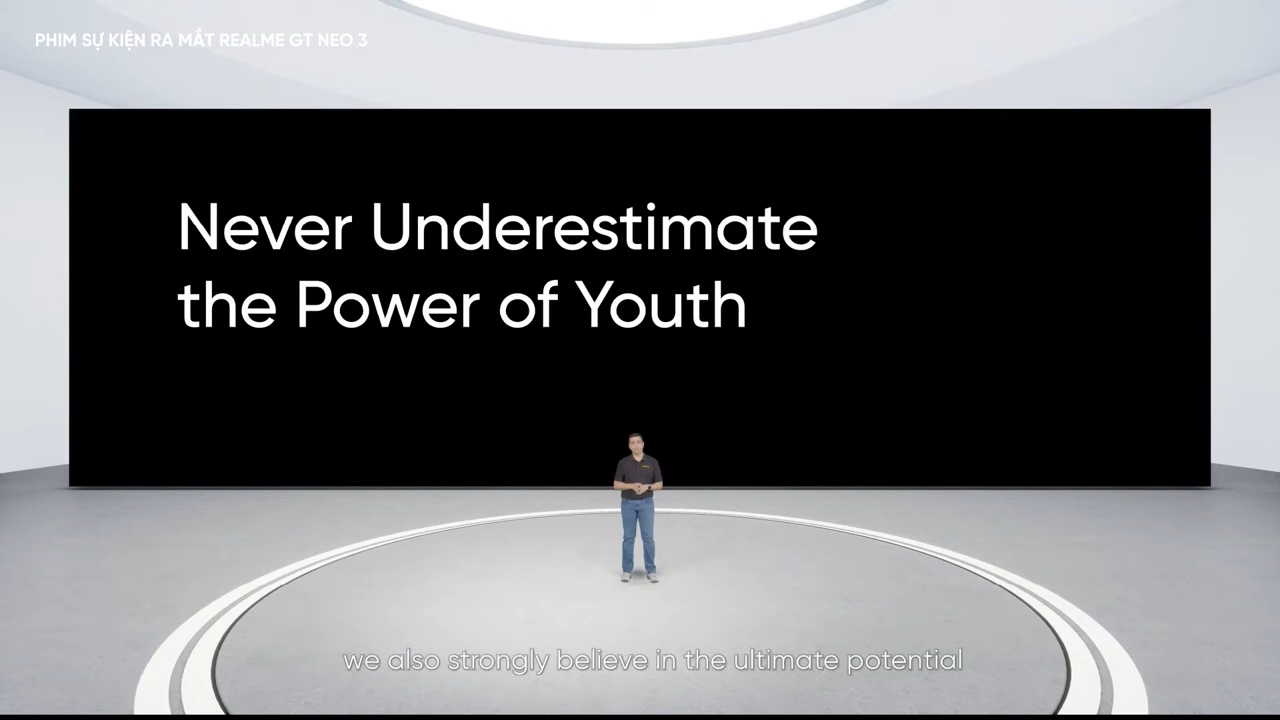 PHIM SỰ KIỆN RA MẮT REALME GT NEO 3
Never Underestimate
the Power of Youth
we also strongly believe in the ultimate potential